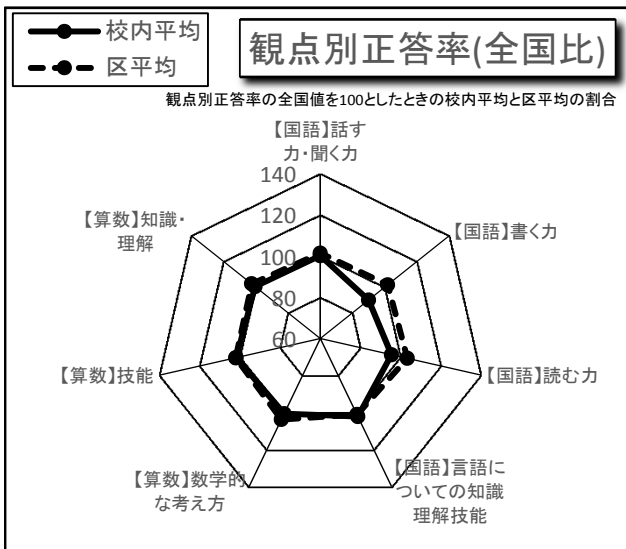 校内平均
区平均
観点別正答率(全国比)
観点別正答率の全国値を100としたときの校内平均と区平均の割合
【国語】話す
力・聞く力
140
120
100
80
60
【国語】書く力
【国語】読む力
【国語】言語に
ついての知識
理解技能
【算数】数学的
な考え方
【算数】技能
【算数】知識・
理解